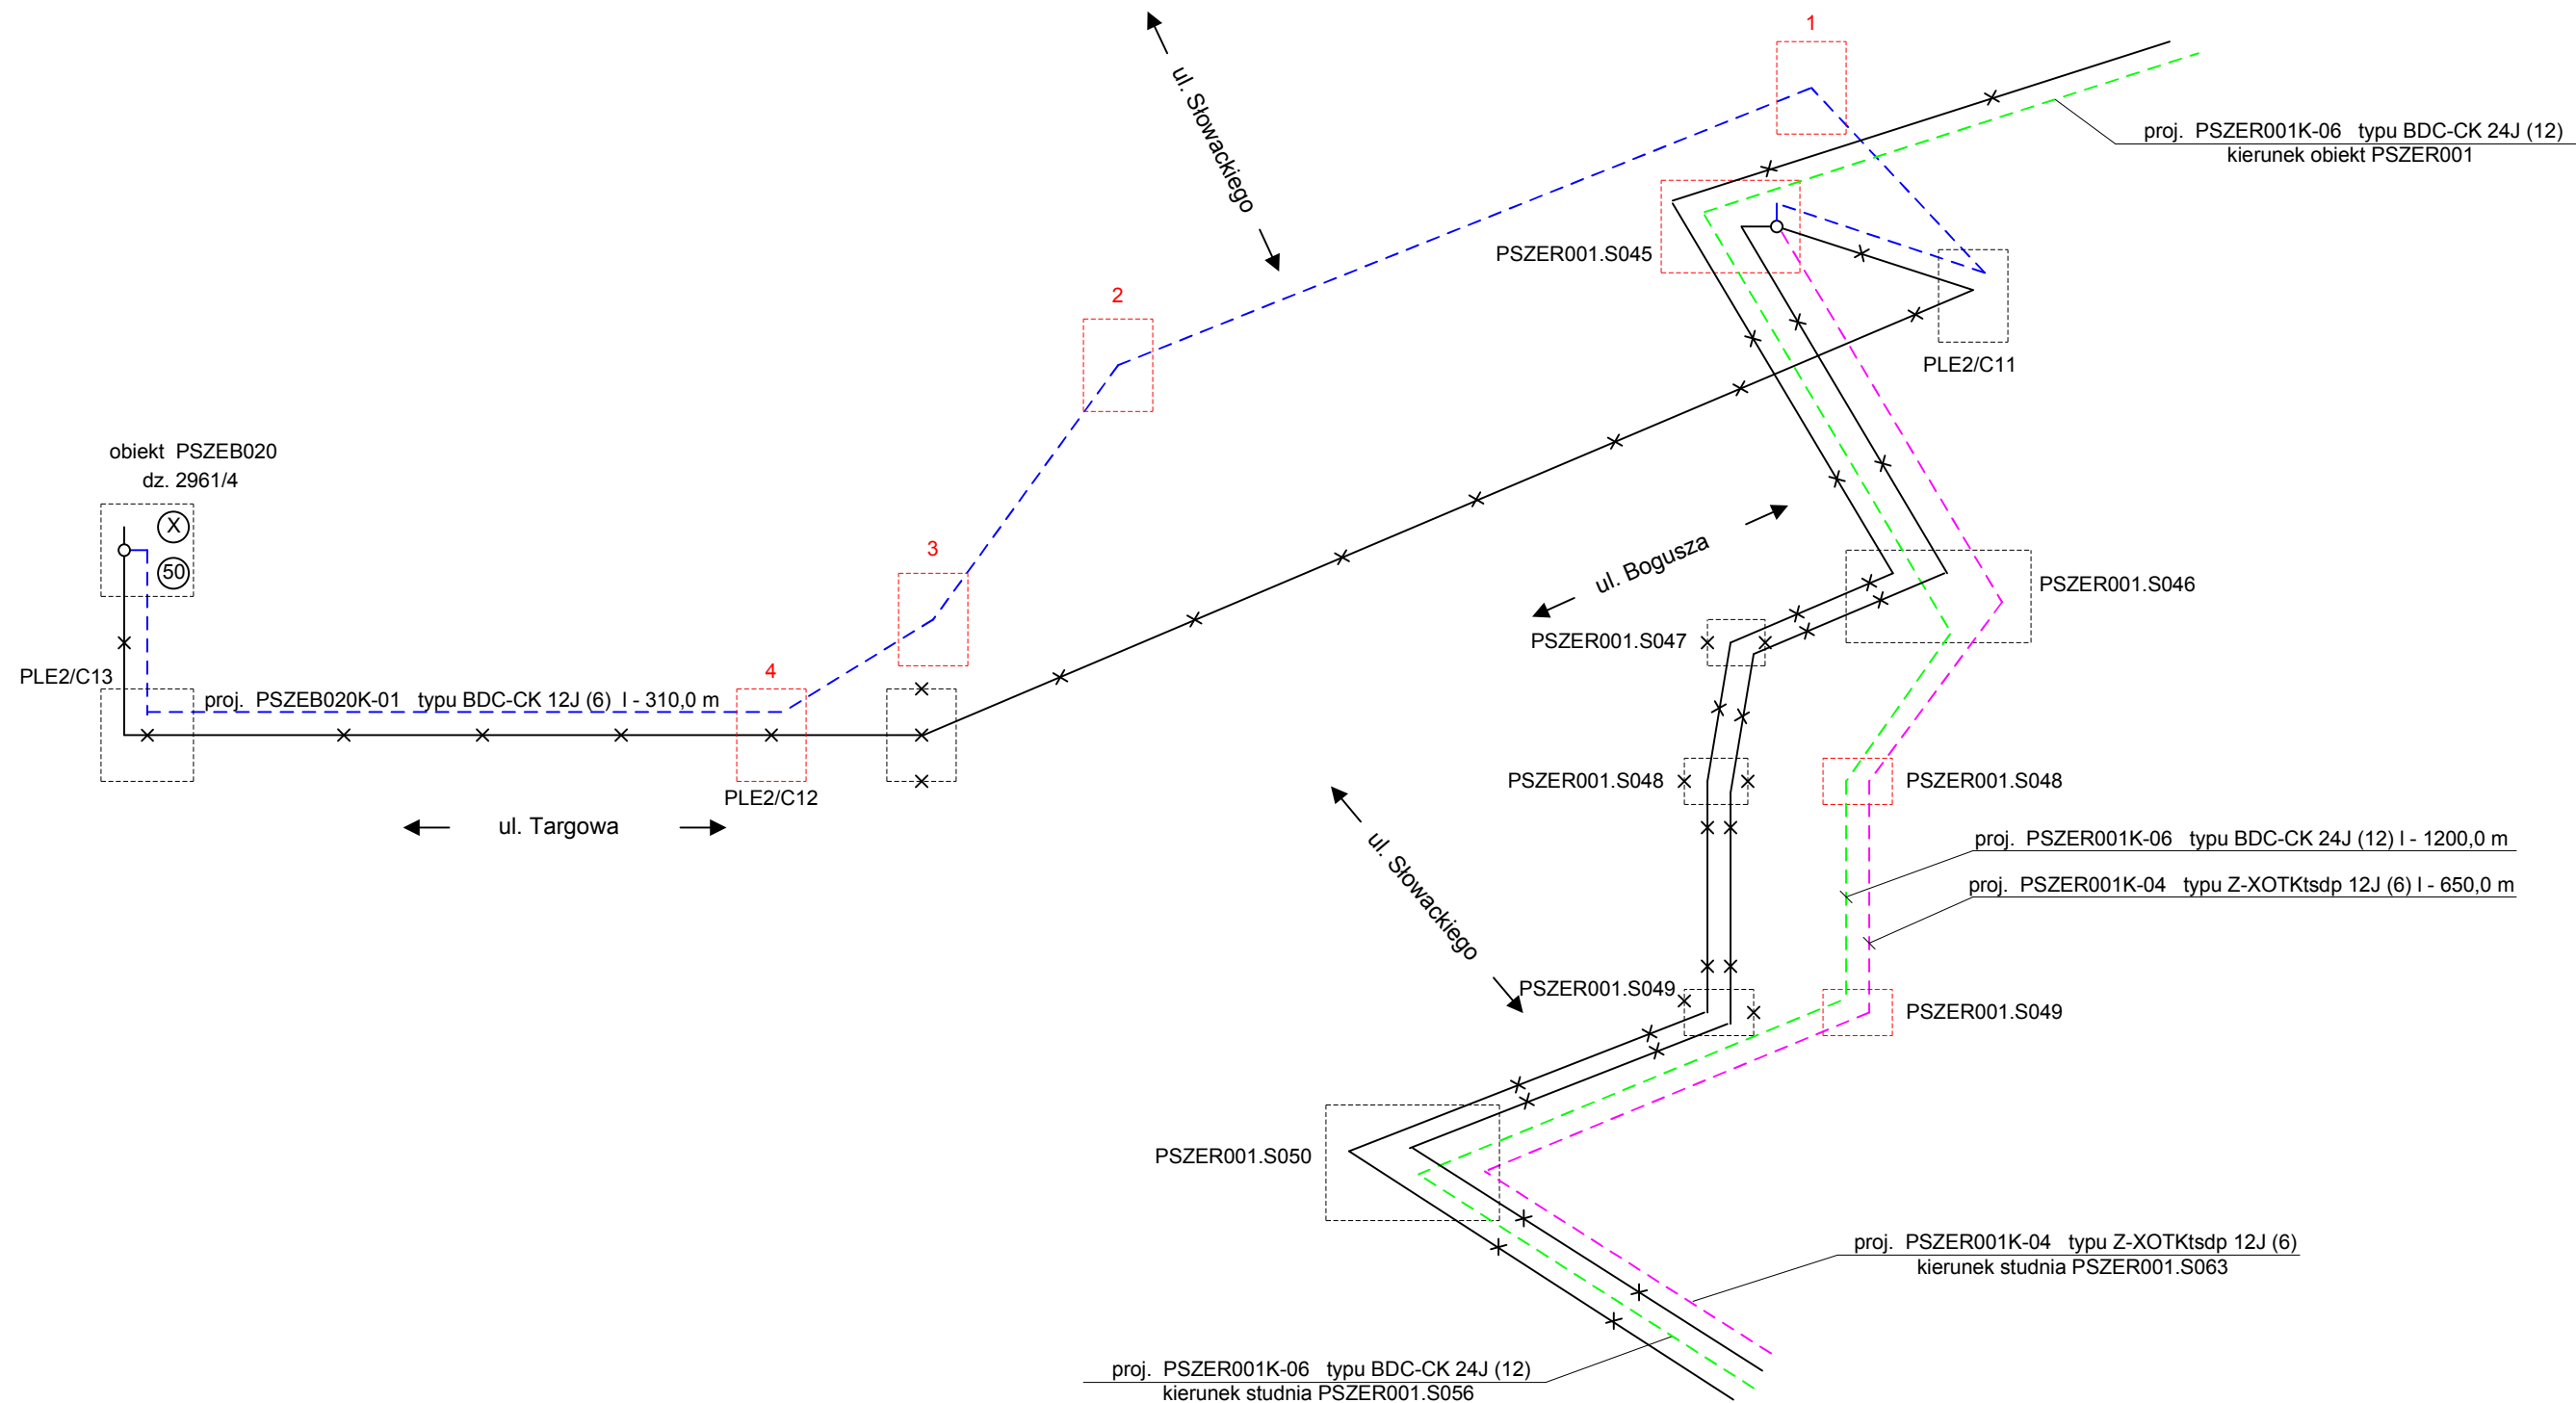 1
ul. Słowackiego
proj. PSZER001K-06 typu BDC-CK 24J (12)
kierunek obiekt PSZER001
PSZER001.S045
2
PLE2/C11
obiekt PSZEB020
dz. 2961/4
X
50
3
ul. Bogusza
PSZER001.S046
PSZER001.S047
PLE2/C13
4
proj. PSZEB020K-01 typu BDC-CK 12J (6) l - 310,0 m
PLE2/C12
ul. Targowa
PSZER001.S048
PSZER001.S048
ul. Słowackiego
proj. PSZER001K-06 typu BDC-CK 24J (12) l - 1200,0 m
proj. PSZER001K-04 typu Z-XOTKtsdp 12J (6) l - 650,0 m
PSZER001.S049
PSZER001.S049
PSZER001.S050
proj. PSZER001K-04 typu Z-XOTKtsdp 12J (6)
kierunek studnia PSZER001.S063
proj. PSZER001K-06 typu BDC-CK 24J (12)
kierunek studnia PSZER001.S056